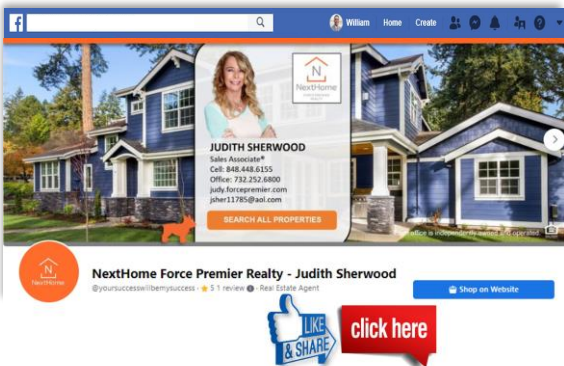 f
William Home Create
N
NextHome
FORCE PREMIER
REALTY
JUDITH SHERWOOD
Sales Associate®
Cell: 848.448.6155
Office: 732.252.6800
judy.forcepremier.com
jsher11785@aol.com
SEARCH ALL PROPERTIES
office is independently owned and operated.
N
NextHome
NextHome Force Premier Realty - Judith Sherwood
@yoursuccesswillbemysuccess · 5 1 review · Real Estate Agent
Shop on Website
LIKE
& SHARE
click here